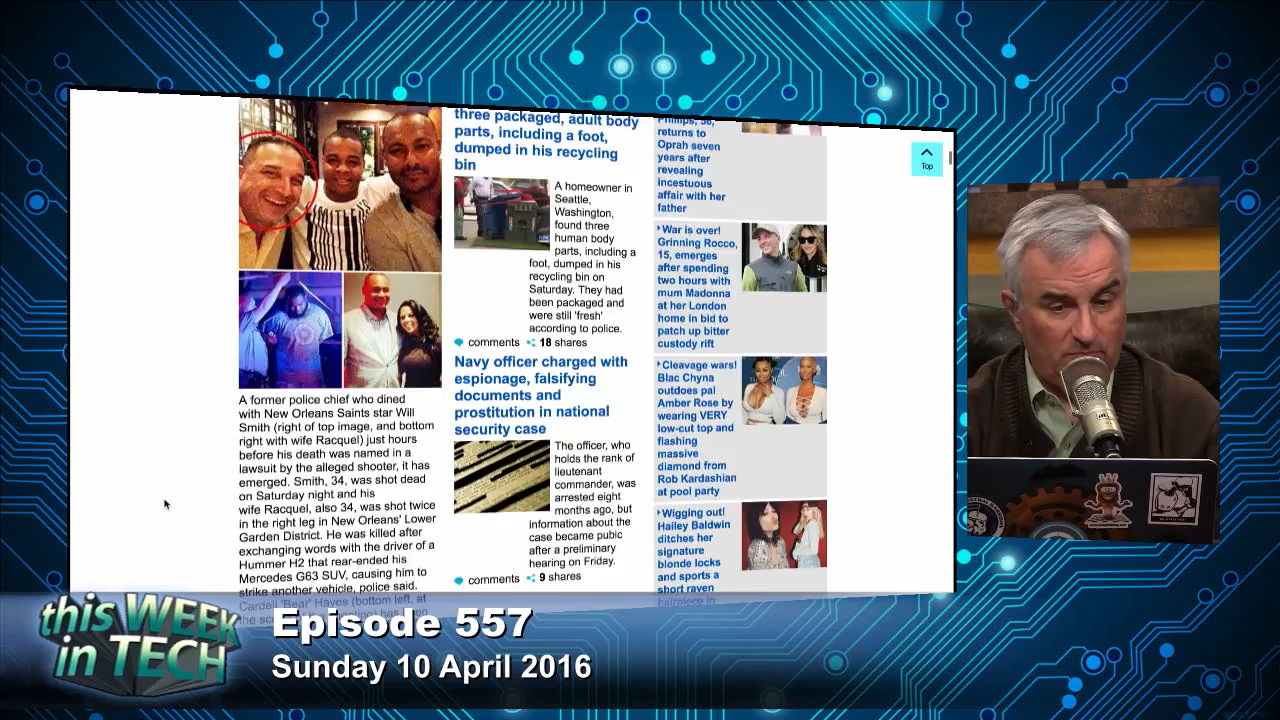 three packaged, adult body
parts, including a foot,
dumped in his recycling
bin
A homeowner in
Seattle,
Washington,
found three
human body
parts, including a
foot, dumped in his
recycling bin on
Saturday. They had
been packaged and
were still 'fresh'
according to police.
comments 18 shares
Navy officer charged with
espionage, falsifying
documents and
prostitution in national
security case
The officer, who
holds the rank of
lieutenant
commander, was
arrested eight
months ago, but
information about the
case became pubic
after a preliminary
hearing on Friday.
comments 9 shares
A former police chief who dined
with New Orleans Saints star Will
Smith (right of top image, and bottom
right with wife Racquel) just hours
before his death was named in a
lawsuit by the alleged shooter, it has
emerged. Smith, 34, was shot dead
on Saturday night and his
wife Racquel, also 34, was shot twice
in the right leg in New Orleans' Lower
Garden District. He was killed after
exchanging words with the driver of a
Hummer H2 that rear-ended his
Mercedes G63 SUV, causing him to
strike another vehicle, police said.
Cardell 'Bear' Hayes (bottom left, at
Phillips, 56,
returns to
Oprah seven
years after
revealing
incestuous
affair with her
father
War is over!
Grinning Rocco,
15, emerges
after spending
two hours with
mum Madonna
at her London
home in bid to
patch up bitter
custody rift
Cleavage wars!
Blac Chyna
outdoes pal
Amber Rose by
wearing VERY
low-cut top and
flashing
massive
diamond from
Rob Kardashian
at pool party
Wigging out!
Hailey Baldwin
ditches her
signature
blonde locks
and sports a
short raven
hairpiece in
Top
this WEEK
in TECH
Episode 557
Sunday 10 April 2016